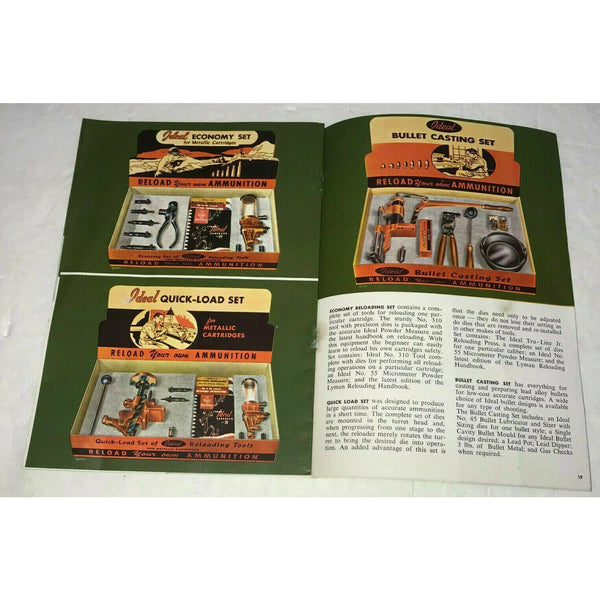 Ideal ECONOMY SET
for Metallic Cartridges
RELOAD Your own AMMUNITION
Ideal
Economy Set of Reloading Tools
RELOAD Your own AMMUNITION
Ideal QUICK-LOAD SET
for
METALLIC
CARTRIDGES
RELOAD Your own AMMUNITION
Ideal
Quick-Load Set of Ideal Reloading Tools
FOR METALLIC CARTRIDGES
RELOAD Your own AMMUNITION
Ideal
BULLET CASTING SET
RELOAD Your own AMMUNITION
Ideal Bullet Casting Set
RELOAD Your own AMMUNITION
ECONOMY RELOADING SET contains a com-
plete set of tools for reloading one par-
ticular cartridge. The sturdy No. 310
tool with precision dies is packaged with
the accurate Ideal Powder Measure and
the latest handbook on reloading. With
this equipment the beginner can easily
learn to reload his own cartridges safely.
Set contains: Ideal No. 310 Tool com-
plete with dies for performing all reload-
ing operations on a particular cartridge;
an Ideal No. 55 Micrometer Powder
Measure; and the latest edition of the
Lyman Reloading Handbook.
QUICK LOAD SET was designed to produce
large quantities of accurate ammunition
in a short time. The complete set of dies
are mounted in the turret head and,
when progressing from one stage to the
next, the reloader merely rotates the tur-
ret to bring the desired die into opera-
tion. An added advantage of this set is
that the dies need only to be adjusted
once — they do not lose their setting as
do dies that are removed and re-installed
in other makes of tools.
Set contains: The Ideal Tru-Line Jr.
Reloading Press, a complete set of dies
for one particular caliber; an Ideal No.
55 Micrometer Powder Measure; and the
latest edition of the Lyman Reloading
Handbook.
BULLET CASTING SET has everything for
casting and preparing lead alloy bullets
for low-cost accurate cartridges. A wide
choice of Ideal bullet designs is available
for any type of shooting.
The Bullet Casting Set includes: an Ideal
No. 45 Bullet Lubricator and Sizer with
Sizing dies for one bullet style; a Single
Cavity Bullet Mould for any Ideal Bullet
design desired; a Lead Pot; Lead Dipper;
3 lbs. of Bullet Metal; and Gas Checks
when required.
19